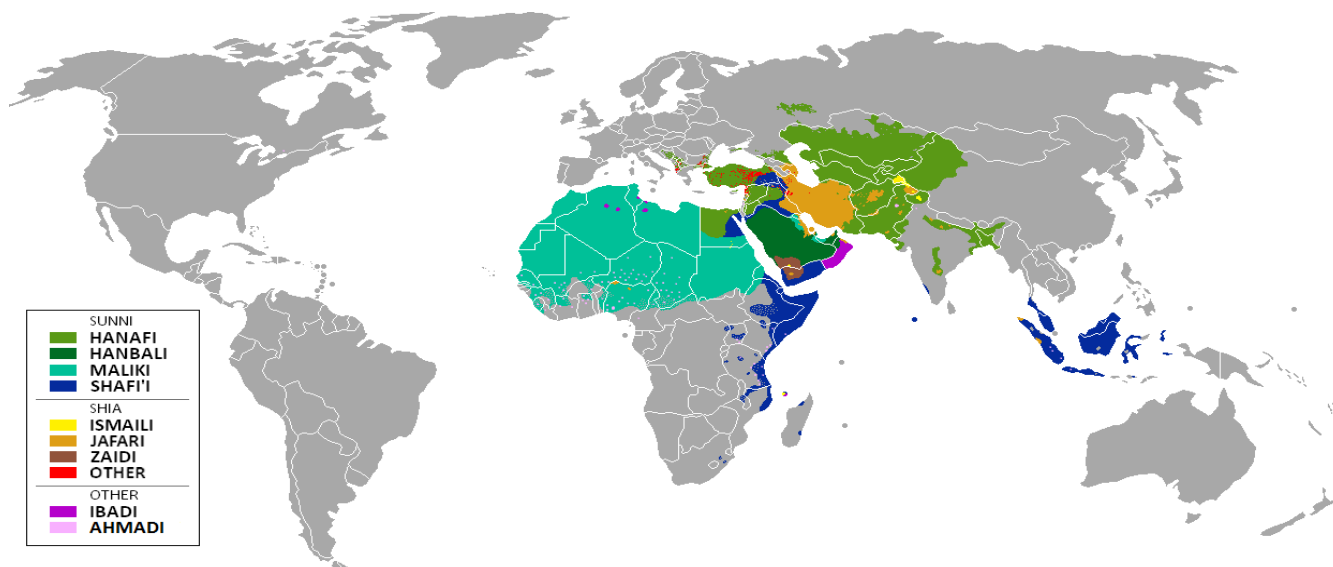 SUNNI
HANAFI
HANBALI
MALIKI
SHAFI'I
SHIA
ISMAILI
JAFARI
ZAIDI
OTHER
OTHER
IBADI
AHMADI